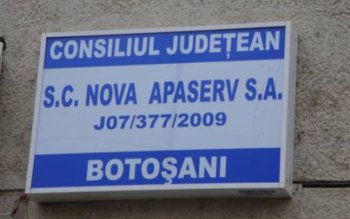 CONSILIUL JUDEȚEAN
S.C. NOVA APASERV S.A.
J07/377/2009
BOTOȘANI